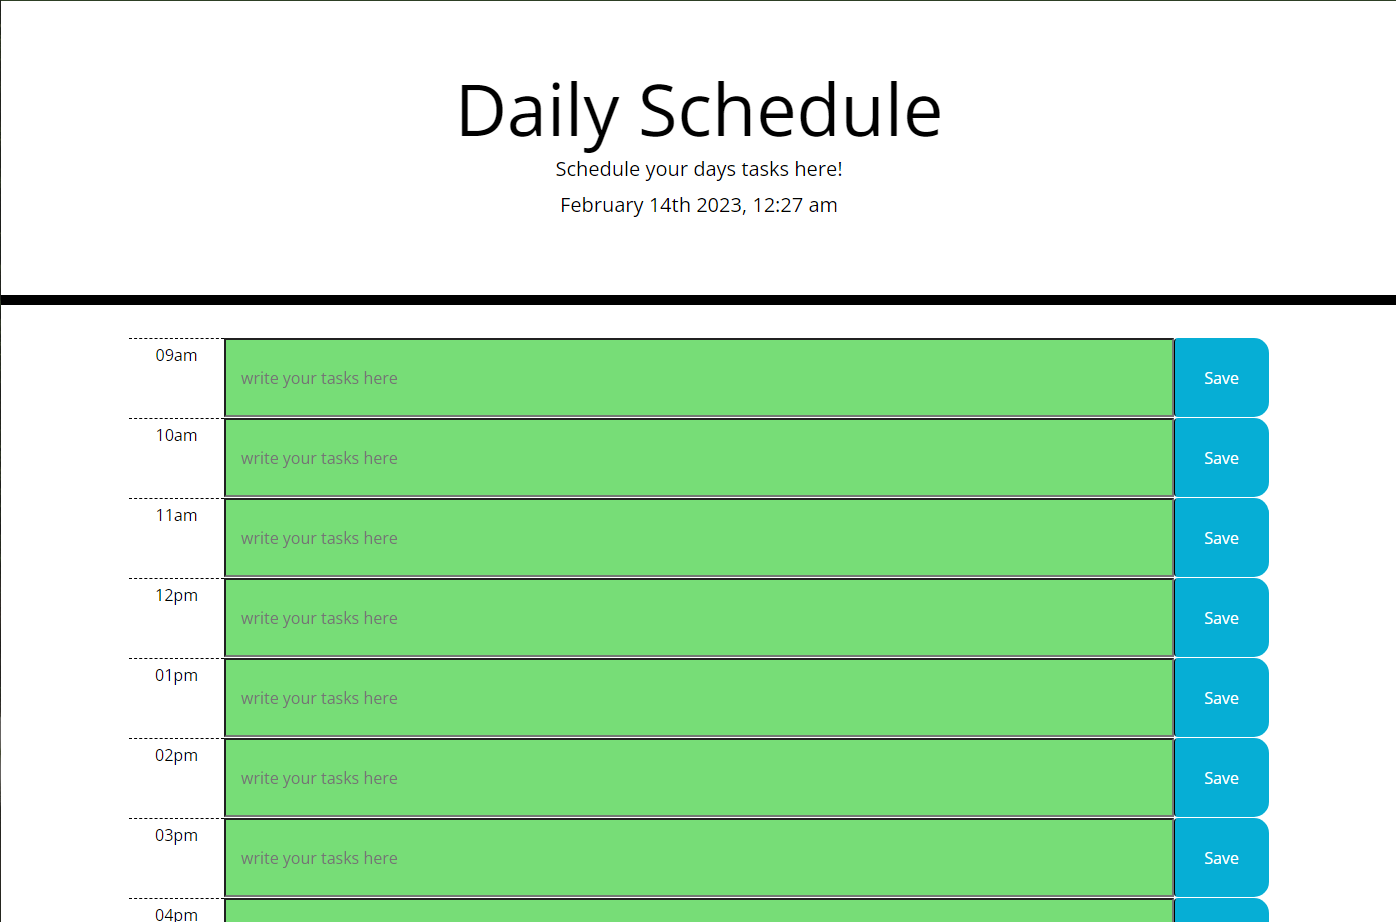 Daily Schedule
Schedule your days tasks here!
February 14th 2023, 12:27 am
09am
write your tasks here
Save
10am
write your tasks here
Save
11am
write your tasks here
Save
12pm
write your tasks here
Save
01pm
write your tasks here
Save
02pm
write your tasks here
Save
03pm
write your tasks here
Save
04pm